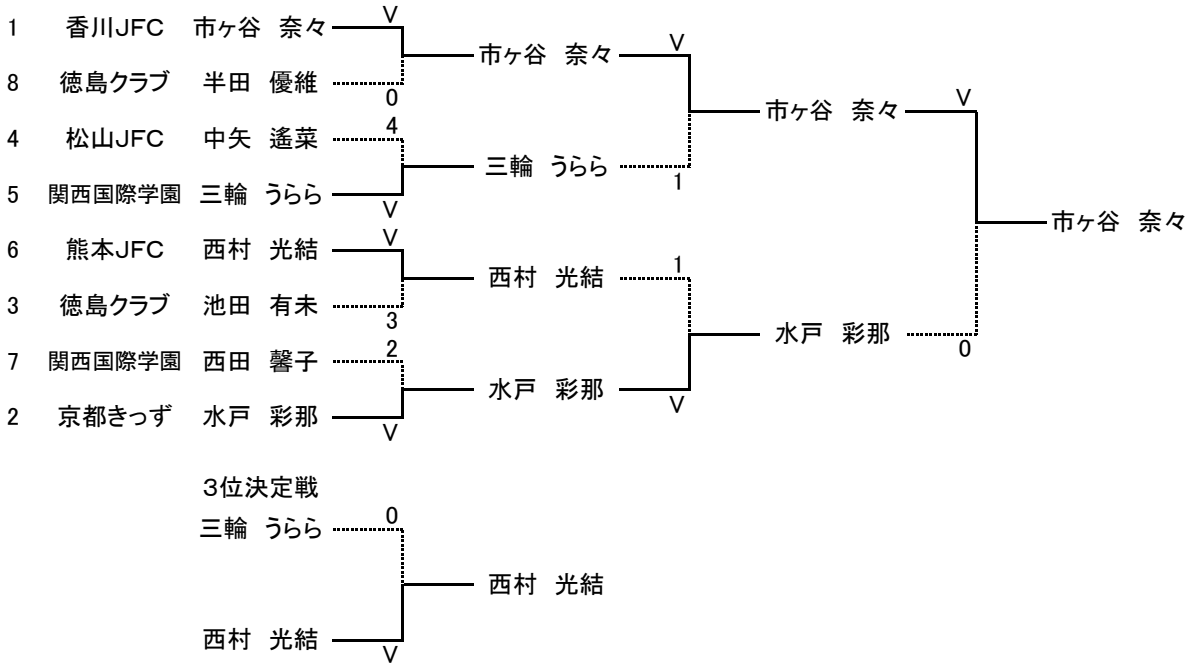 1 香川JFC 市ヶ谷 奈々 V
市ヶ谷 奈々 V
8 徳島クラブ 半田 優維 0
市ヶ谷 奈々 V
4 松山JFC 中矢 遙菜 4
三輪 うらら 1
5 関西国際学園 三輪 うらら V
市ヶ谷 奈々
6 熊本JFC 西村 光結 V
西村 光結 1
3 徳島クラブ 池田 有未 3
水戸 彩那 0
7 関西国際学園 西田 馨子 2
水戸 彩那 V
2 京都きっず 水戸 彩那 V
3位決定戦
三輪 うらら 0
西村 光結
西村 光結 V